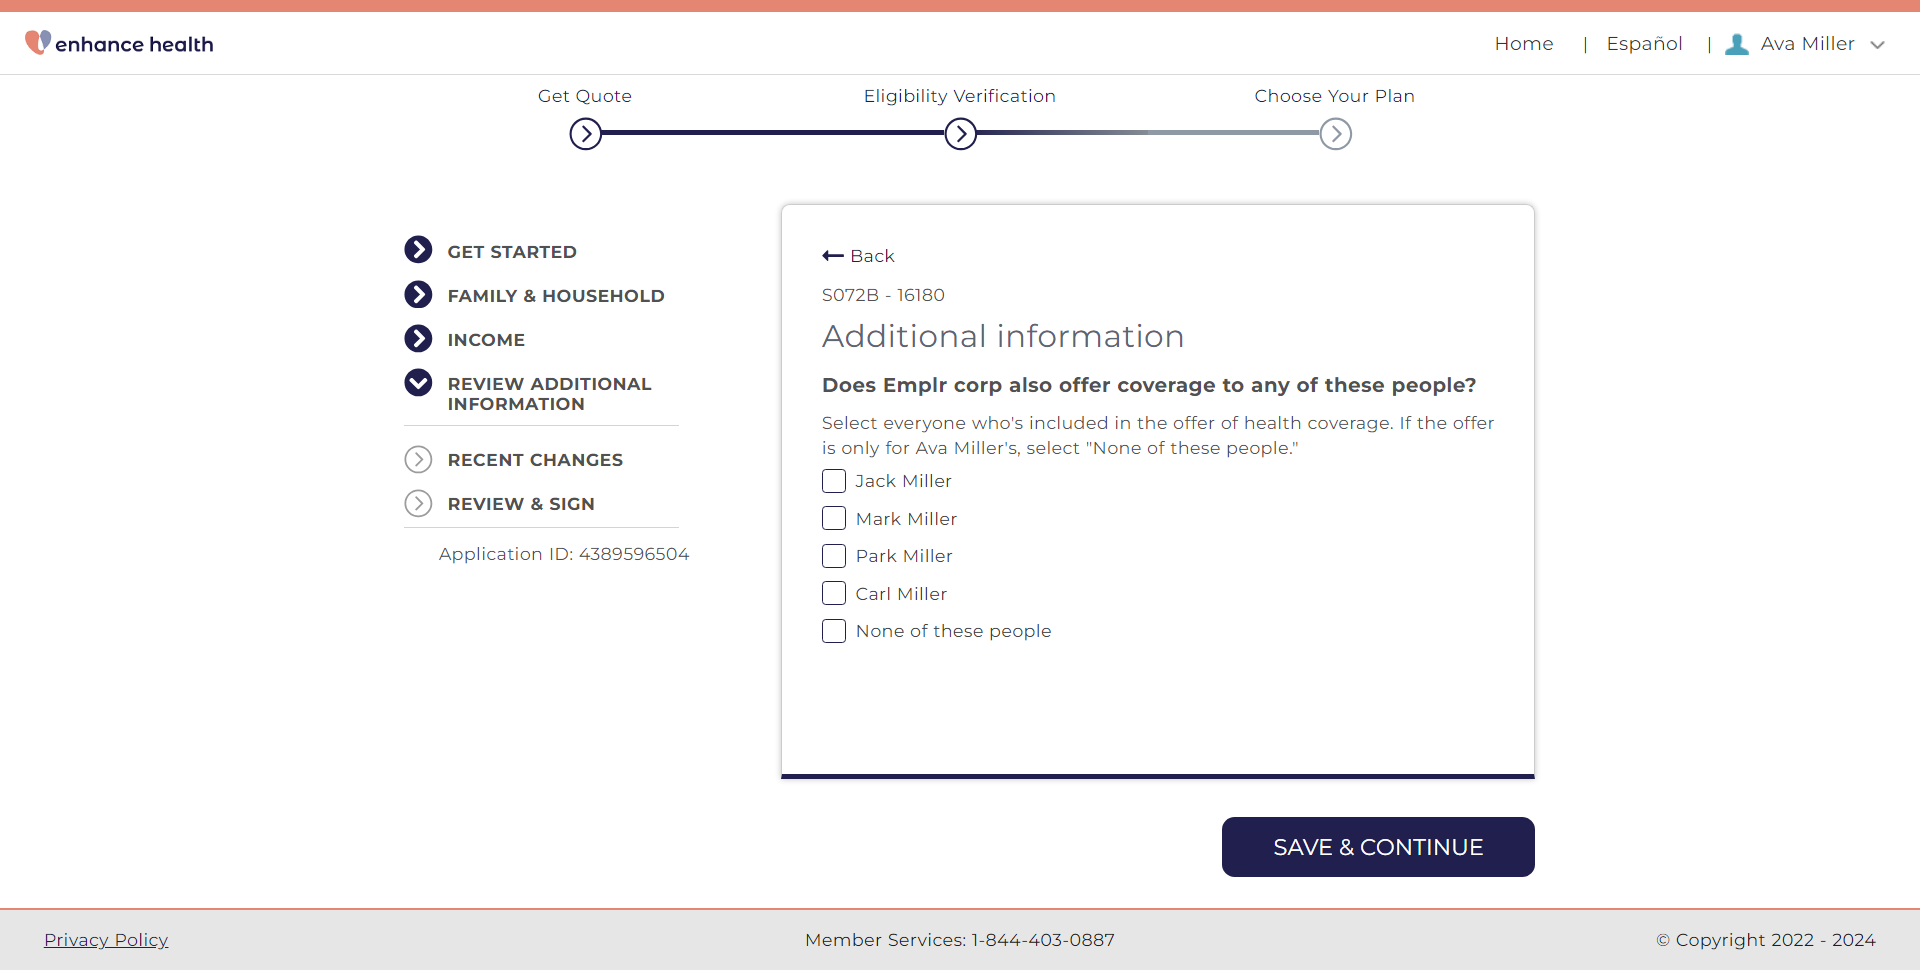 enhance health
Home | Español | Ava Miller
Get Quote
Eligibility Verification
Choose Your Plan
GET STARTED
FAMILY & HOUSEHOLD
INCOME
REVIEW ADDITIONAL
INFORMATION
RECENT CHANGES
REVIEW & SIGN
Application ID: 4389596504
Back
S072B - 16180
Additional information
Does Emplr corp also offer coverage to any of these people?
Select everyone who's included in the offer of health coverage. If the offer
is only for Ava Miller's, select "None of these people."
Jack Miller
Mark Miller
Park Miller
Carl Miller
None of these people
SAVE & CONTINUE
Privacy Policy
Member Services: 1-844-403-0887
© Copyright 2022 - 2024